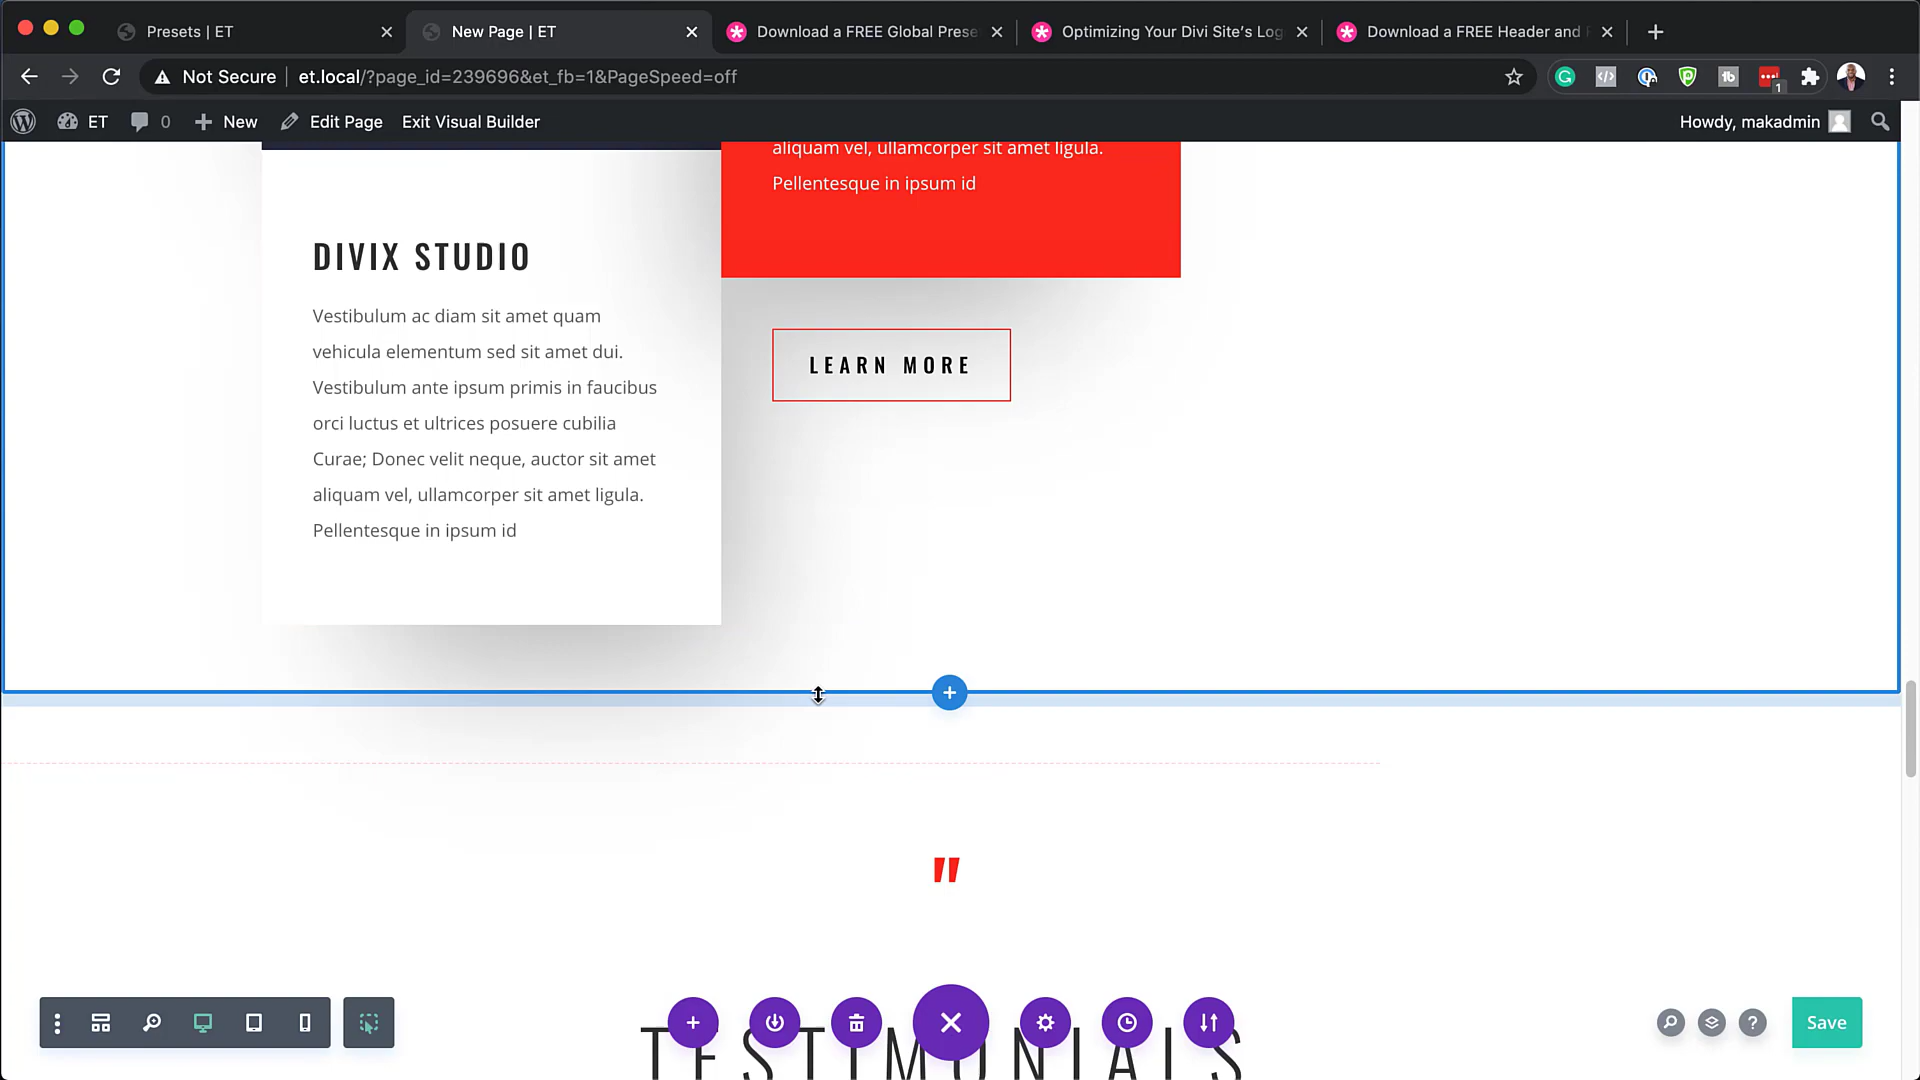 Presets | ET
New Page | ET
Download a FREE Global Prese
Optimizing Your Divi Site's Log
Download a FREE Header and
Not Secure
et.local/?page_id=239696&et_fb=1&PageSpeed=off
1
ET
0
New
Edit Page
Exit Visual Builder
Howdy, makadmin
aliquam vel, ullamcorper sit amet ligula.
Pellentesque in ipsum id
DIVIX STUDIO
Vestibulum ac diam sit amet quam
vehicula elementum sed sit amet dui.
Vestibulum ante ipsum primis in faucibus
orci luctus et ultrices posuere cubilia
Curae; Donec velit neque, auctor sit amet
aliquam vel, ullamcorper sit amet ligula.
Pellentesque in ipsum id
LEARN MORE
"
TESTIMONIALS
Save